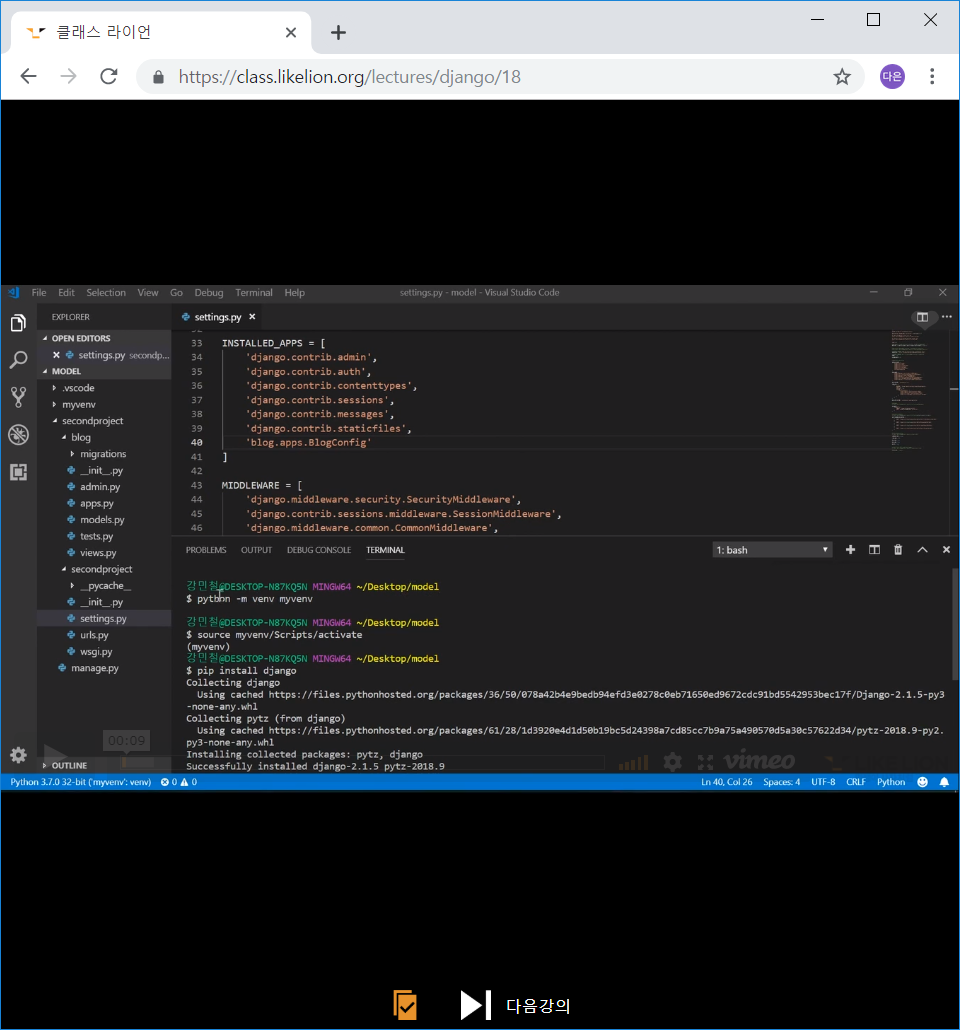 클래스 라이언
https://class.likelion.org/lectures/django/18
다은
File Edit Selection View Go Debug Terminal Help
settings.py - model - Visual Studio Code
EXPLORER
settings.py
OPEN EDITORS
settings.py secondp...
MODEL
.vscode
myvenv
secondproject
blog
migrations
__init__.py
admin.py
apps.py
models.py
tests.py
views.py
secondproject
__pycache__
__init__.py
settings.py
urls.py
wsgi.py
manage.py
OUTLINE
32
33 INSTALLED_APPS = [
34 'django.contrib.admin',
35 'django.contrib.auth',
36 'django.contrib.contenttypes',
37 'django.contrib.sessions',
38 'django.contrib.messages',
39 'django.contrib.staticfiles',
40 'blog.apps.BlogConfig'
41 ]
42
43 MIDDLEWARE = [
44 'django.middleware.security.SecurityMiddleware',
45 'django.contrib.sessions.middleware.SessionMiddleware',
46 'django.middleware.common.CommonMiddleware',
PROBLEMS OUTPUT DEBUG CONSOLE TERMINAL
1: bash
강민철@DESKTOP-N87KQ5N MINGW64 ~/Desktop/model
$ python -m venv myvenv
강민철@DESKTOP-N87KQ5N MINGW64 ~/Desktop/model
$ source myvenv/Scripts/activate
(myvenv)
강민철@DESKTOP-N87KQ5N MINGW64 ~/Desktop/model
$ pip install django
Collecting django
Using cached https://files.pythonhosted.org/packages/36/50/078a42b4e9bedb94efd3e0278c0eb71650ed9672cdc91bd5542953bec17f/Django-2.1.5-py3
-none-any.whl
Collecting pytz (from django)
Using cached https://files.pythonhosted.org/packages/61/28/1d3920e4d1d50b19bc5d24398a7cd85cc7b9a75a490570d5a30c57622d34/pytz-2018.9-py2.
py3-none-any.whl
Installing collected packages: pytz, django
Successfully installed django-2.1.5 pytz-2018.9
00:09
vimeo
Python 3.7.0 32-bit ('myvenv': venv) 0 0
Ln 40, Col 26 Spaces: 4 UTF-8 CRLF Python
다음강의